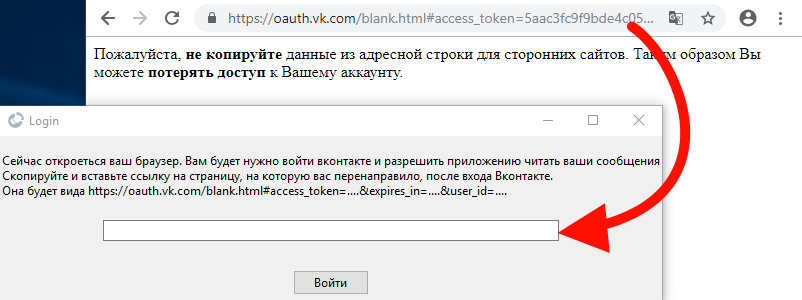 https://oauth.vk.com/blank.html#access_token=5aac3fc9f9bde4c05...
Пожалуйста, не копируйте данные из адресной строки для сторонних сайтов. Таким образом Вы
можете потерять доступ к Вашему аккаунту.
Login
Сейчас откроеться ваш браузер. Вам будет нужно войти вконтакте и разрешить приложению читать ваши сообщения
Скопируйте и вставьте ссылку на страницу, на которую вас перенаправило, после входа Вконтакте.
Она будет вида https://oauth.vk.com/blank.html#access_token=....&expires_in=....&user_id=....
Войти